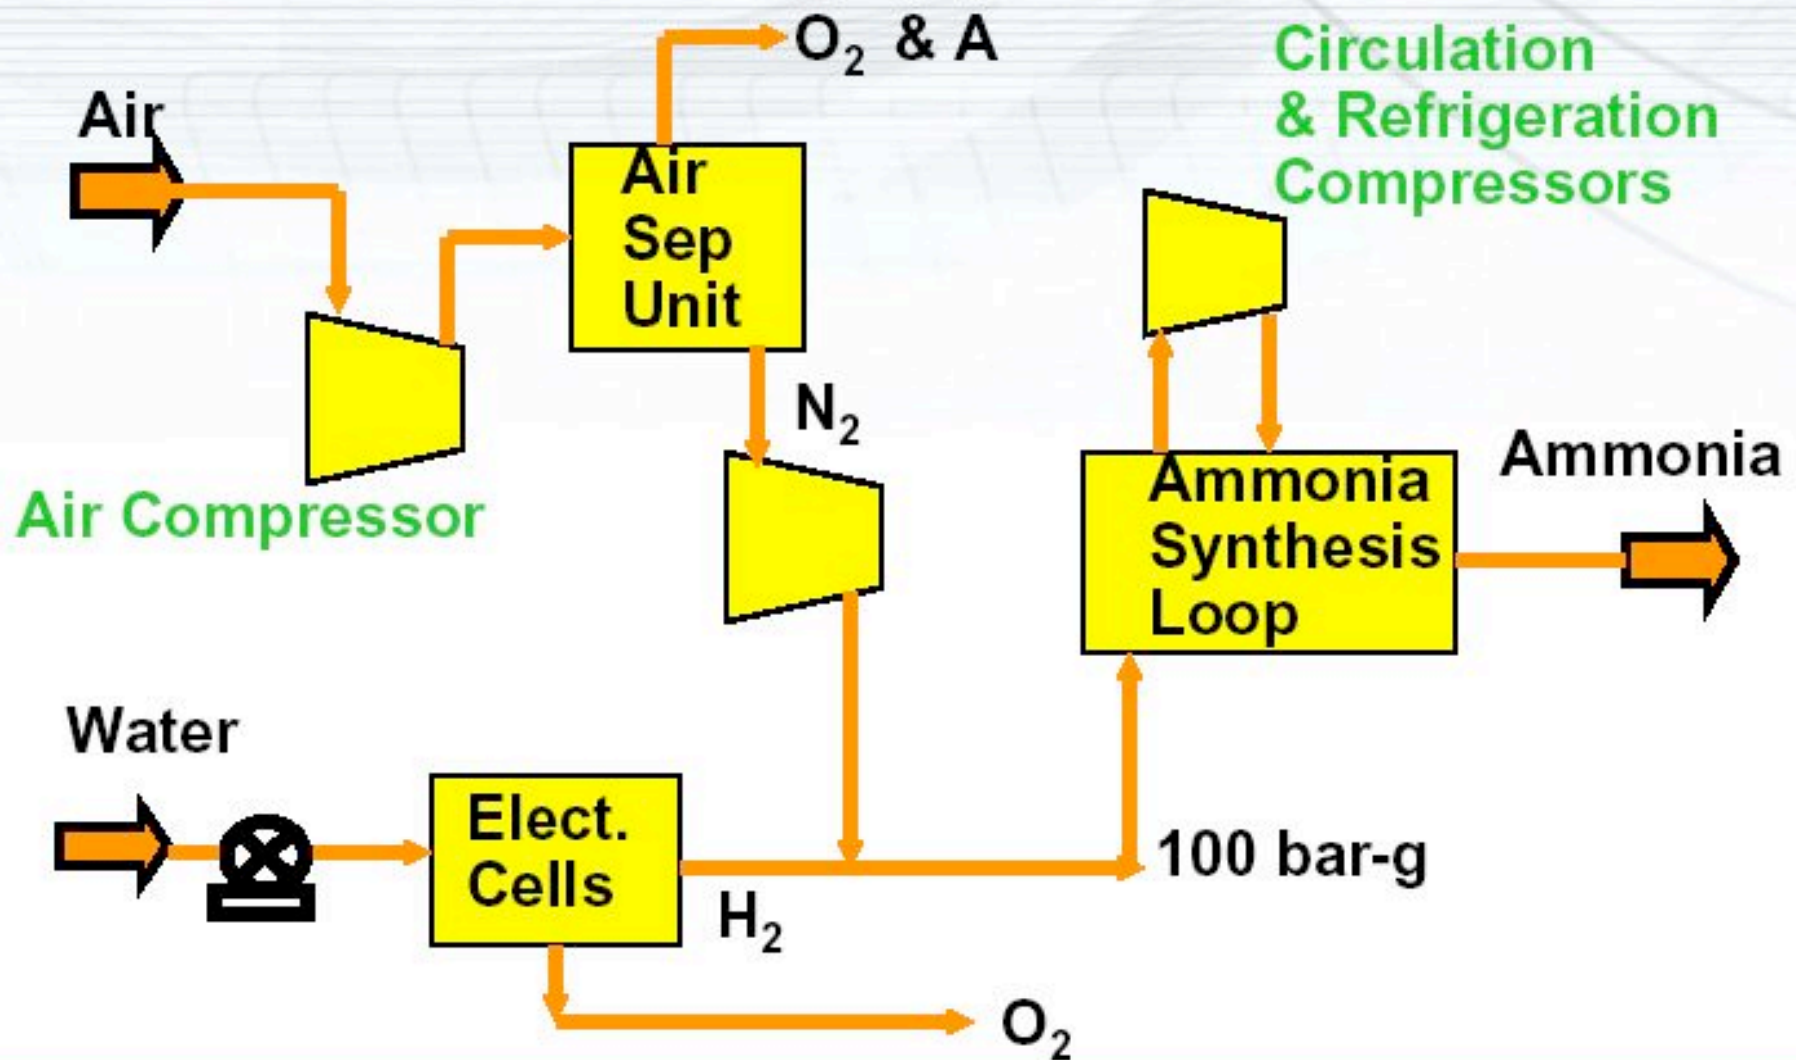 O₂ & A
Circulation
& Refrigeration
Compressors
Air
Air
Sep
Unit
N₂
Air Compressor
Ammonia
Synthesis
Loop
Ammonia
Water
Elect.
Cells
H₂
100 bar-g
O₂